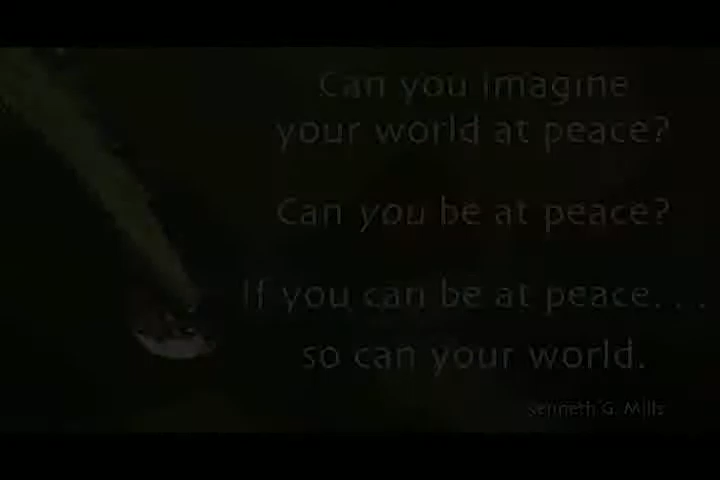 Can you imagine
your world at peace?
Can you be at peace?
If you can be at peace. . .
so can your world.
Kenneth G. Mills